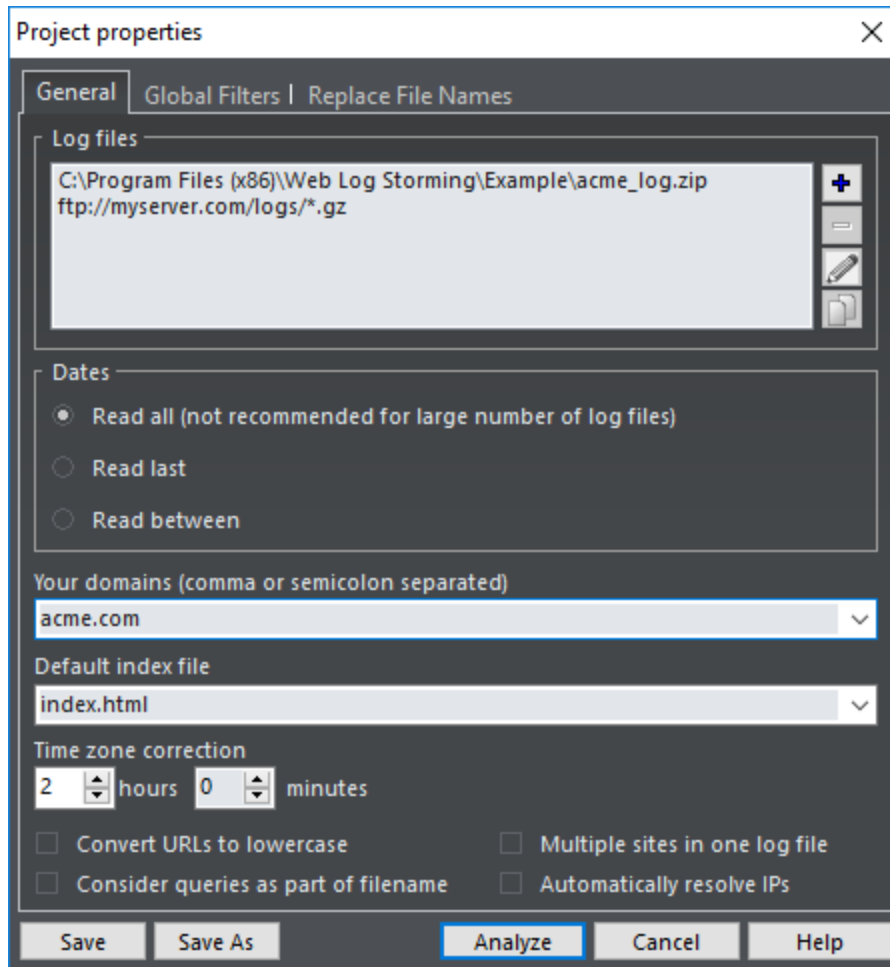 Project properties
General Global Filters Replace File Names
Log files
C:\Program Files (x86)\Web Log Storming\Example\acme_log.zip
ftp://myserver.com/logs/*.gz
Dates
Read all (not recommended for large number of log files)
Read last
Read between
Your domains (comma or semicolon separated)
acme.com
Default index file
index.html
Time zone correction
2 hours 0 minutes
Convert URLs to lowercase Multiple sites in one log file
Consider queries as part of filename Automatically resolve IPs
Save Save As Analyze Cancel Help